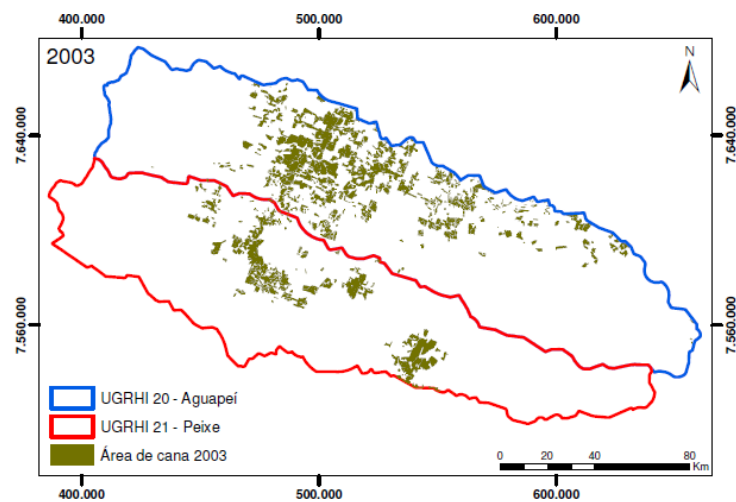 400.000 500.000 600.000
2003
N
7.640.000 7.640.000
7.560.000 7.560.000
UGRHI 20 - Aguapeí
UGRHI 21 - Peixe
Área de cana 2003
0 20 40 80
Km
400.000 500.000 600.000